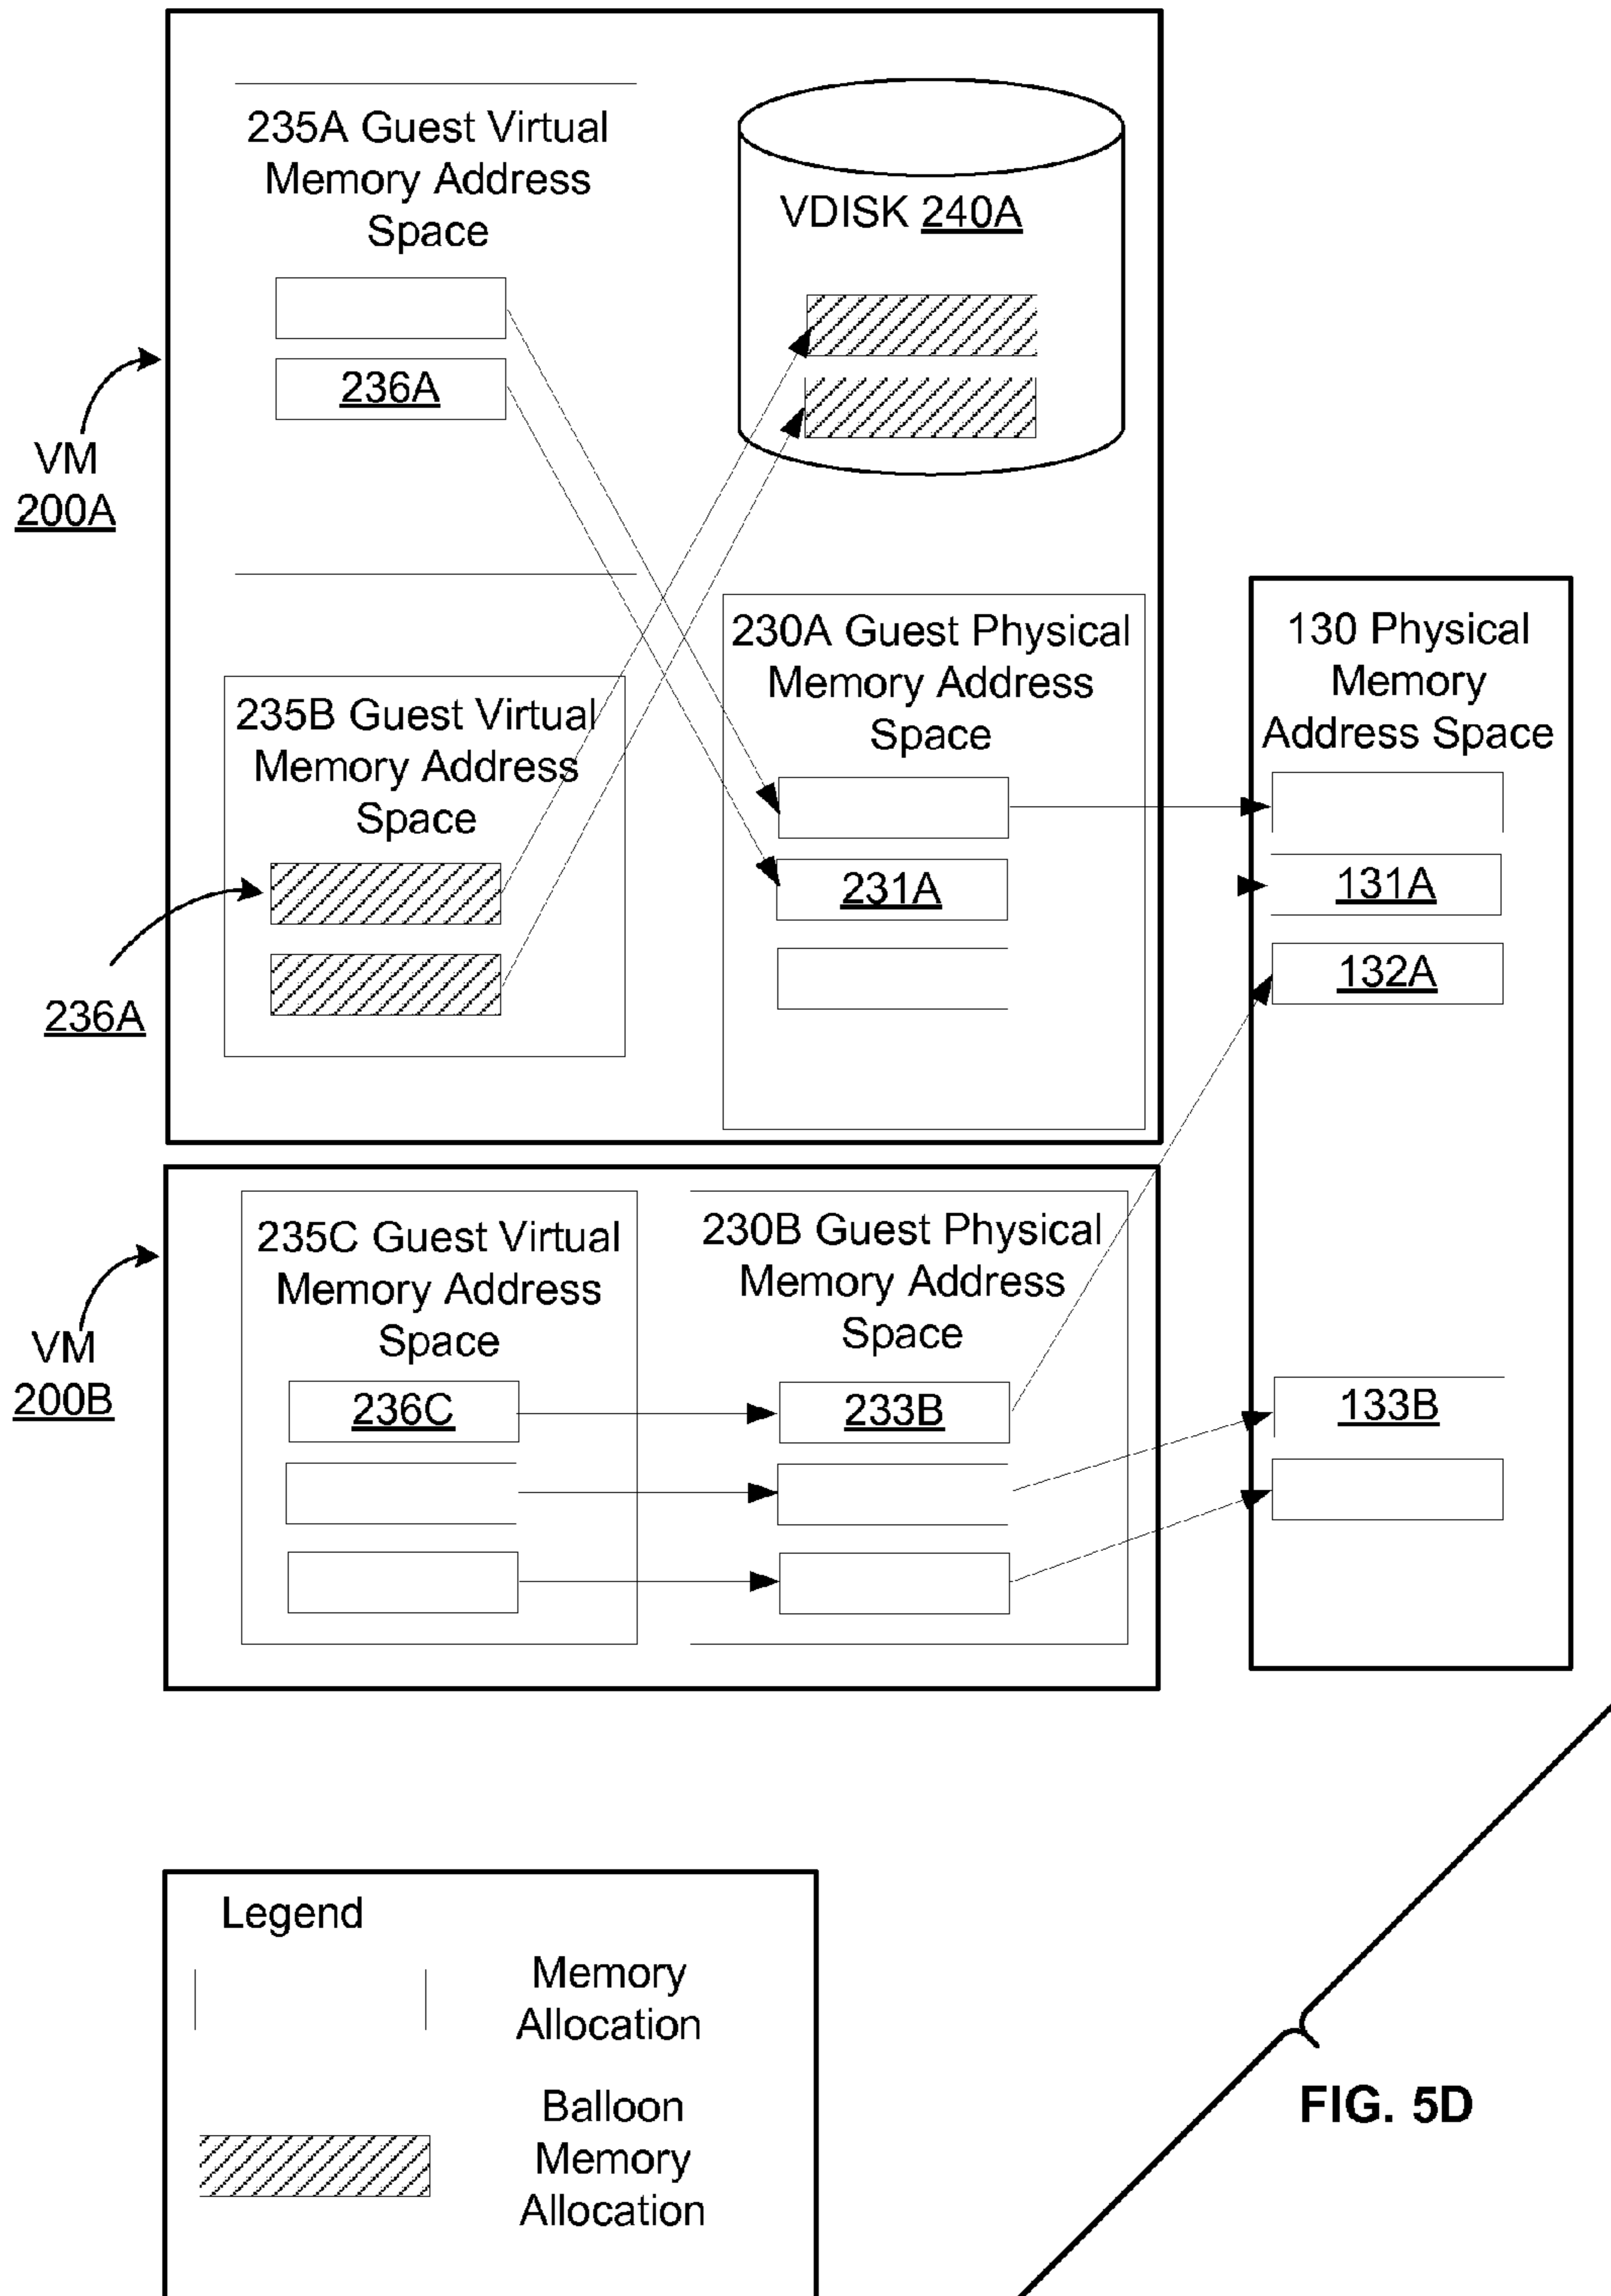 235A Guest Virtual
Memory Address
Space
236A
VDISK 240A
VM
200A
235B Guest Virtual
Memory Address
Space
236A
230A Guest Physical
Memory Address
Space
231A
130 Physical
Memory
Address Space
131A
132A
133B
VM
200B
235C Guest Virtual
Memory Address
Space
236C
230B Guest Physical
Memory Address
Space
233B
Legend
Memory
Allocation
Balloon
Memory
Allocation
FIG. 5D